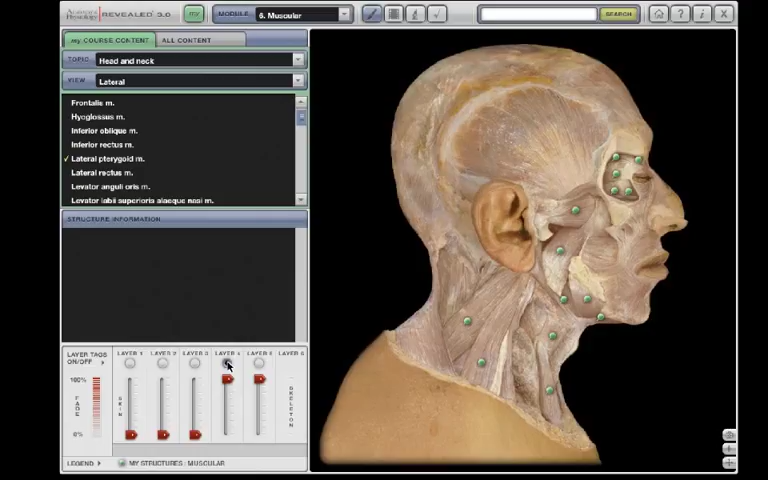 Anatomy & Physiology REVEALED 3.0
my
MODULE 6. Muscular
SEARCH
my COURSE CONTENT ALL CONTENT
TOPIC Head and neck
VIEW Lateral
Frontalis m.
Hyoglossus m.
Inferior oblique m.
Inferior rectus m.
✓ Lateral pterygoid m.
Lateral rectus m.
Levator anguli oris m.
Levator labii superioris alaeque nasi m.
STRUCTURE INFORMATION
LAYER TAGS LAYER 1 LAYER 2 LAYER 3 LAYER 4 LAYER 5 LAYER 6
ON/OFF
100%
FADE
0%
SKIN
SKELETON
LEGEND MY STRUCTURES: MUSCULAR